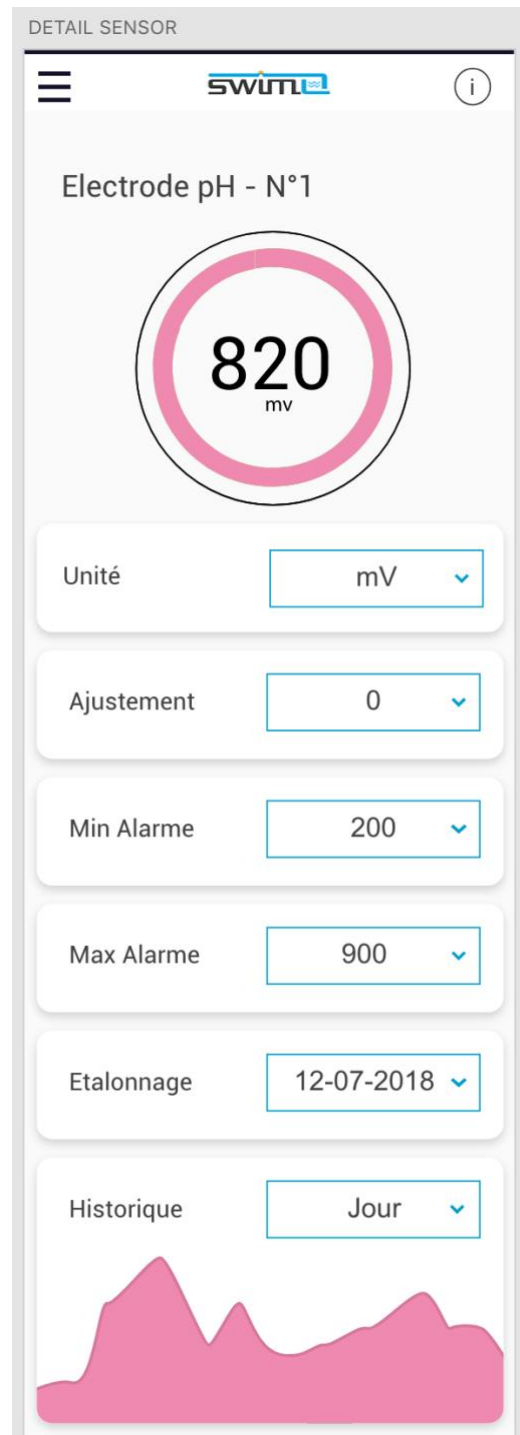 DETAIL SENSOR
swim
i
Electrode pH - N°1
820
mv
Unité
mV
Ajustement
0
Min Alarme
200
Max Alarme
900
Etalonnage
12-07-2018
Historique
Jour